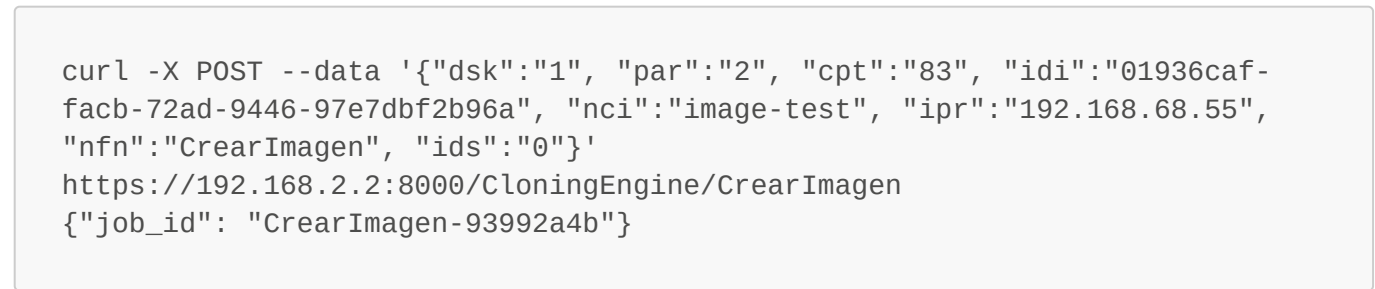 curl -X POST --data '{"dsk":"1", "par":"2", "cpt":"83", "idi":"01936caf-
facb-72ad-9446-97e7dbf2b96a", "nci":"image-test", "ipr":"192.168.68.55",
"nfn":"CrearImagen", "ids":"0"}'
https://192.168.2.2:8000/CloningEngine/CrearImagen
{"job_id": "CrearImagen-93992a4b"}